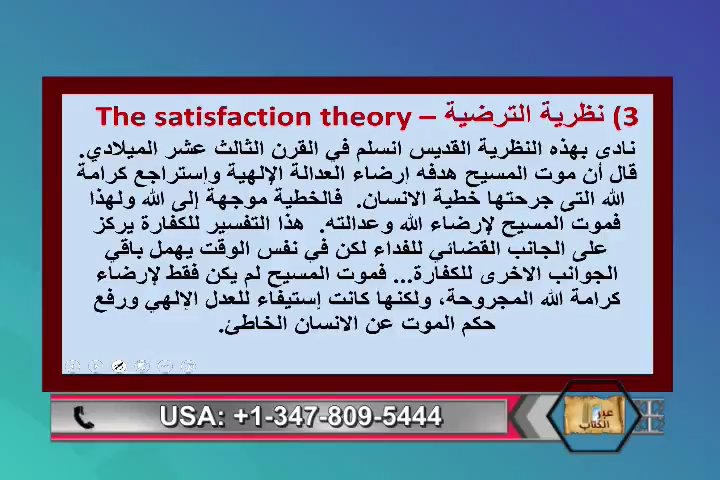 3) نظرية الترضية – The satisfaction theory
نادى بهذه النظرية القديس انسلم في القرن الثالث عشر الميلادي.
قال أن موت المسيح هدفه إرضاء العدالة الإلهية وإستراجع كرامة
الله التى جرحتها خطية الانسان. فالخطية موجهة إلى الله ولهذا
فموت المسيح لإرضاء الله وعدالته. هذا التفسير للكفارة يركز
على الجانب القضائي للفداء لكن في نفس الوقت يهمل باقي
الجوانب الاخرى للكفارة... فموت المسيح لم يكن فقط لإرضاء
كرامة الله المجروحة، ولكنها كانت إستيفاء للعدل الإلهي ورفع
حكم الموت عن الانسان الخاطئ.
USA: +1-347-809-5444
الكتاب